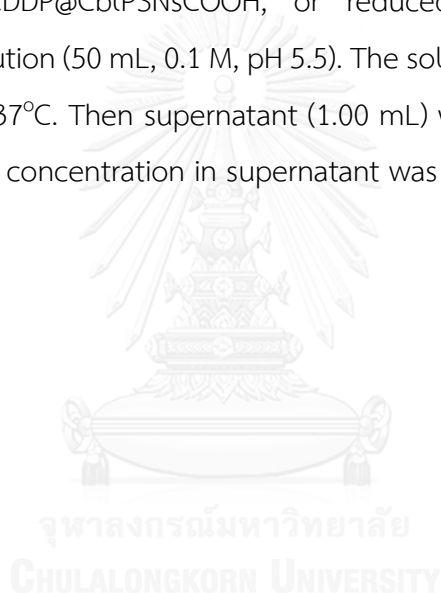 CDDP@CblPSNsCOOH, or reduced
ution (50 mL, 0.1 M, pH 5.5). The solu
37°C. Then supernatant (1.00 mL) w
concentration in supernatant was
จุฬาลงกรณ์มหาวิทยาลัย
CHULALONGKORN UNIVERSITY